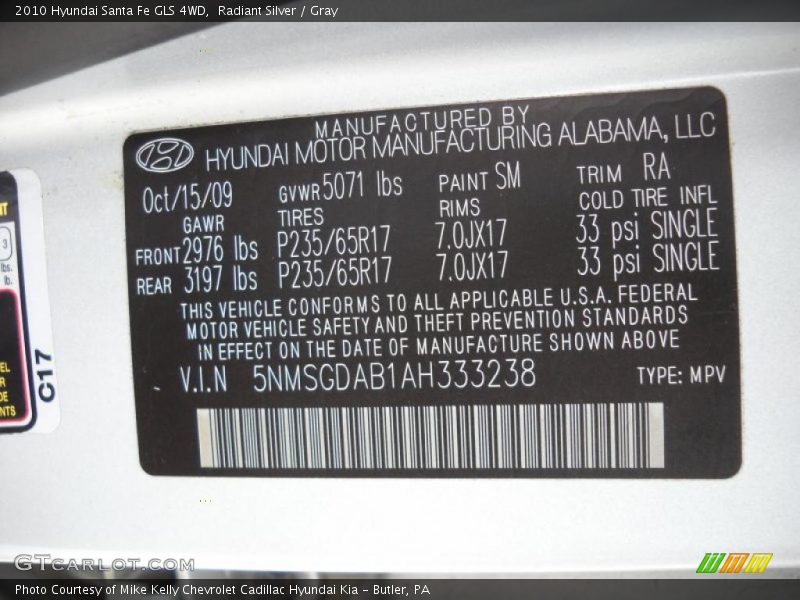 2010 Hyundai Santa Fe GLS 4WD, Radiant Silver / Gray
MANUFACTURED BY
HYUNDAI MOTOR MANUFACTURING ALABAMA, LLC
Oct/15/09 GVWR 5071 lbs PAINT SM TRIM RA
GAWR TIRES RIMS COLD TIRE INFL
FRONT 2976 lbs P235/65R17 7.0JX17 33 psi SINGLE
REAR 3197 lbs P235/65R17 7.0JX17 33 psi SINGLE
THIS VEHICLE CONFORMS TO ALL APPLICABLE U.S.A. FEDERAL
MOTOR VEHICLE SAFETY AND THEFT PREVENTION STANDARDS
IN EFFECT ON THE DATE OF MANUFACTURE SHOWN ABOVE
V.I.N 5NMSGDAB1AH333238 TYPE: MPV
3
lbs.
lb.
C17
GTCarLot.com
Photo Courtesy of Mike Kelly Chevrolet Cadillac Hyundai Kia – Butler, PA